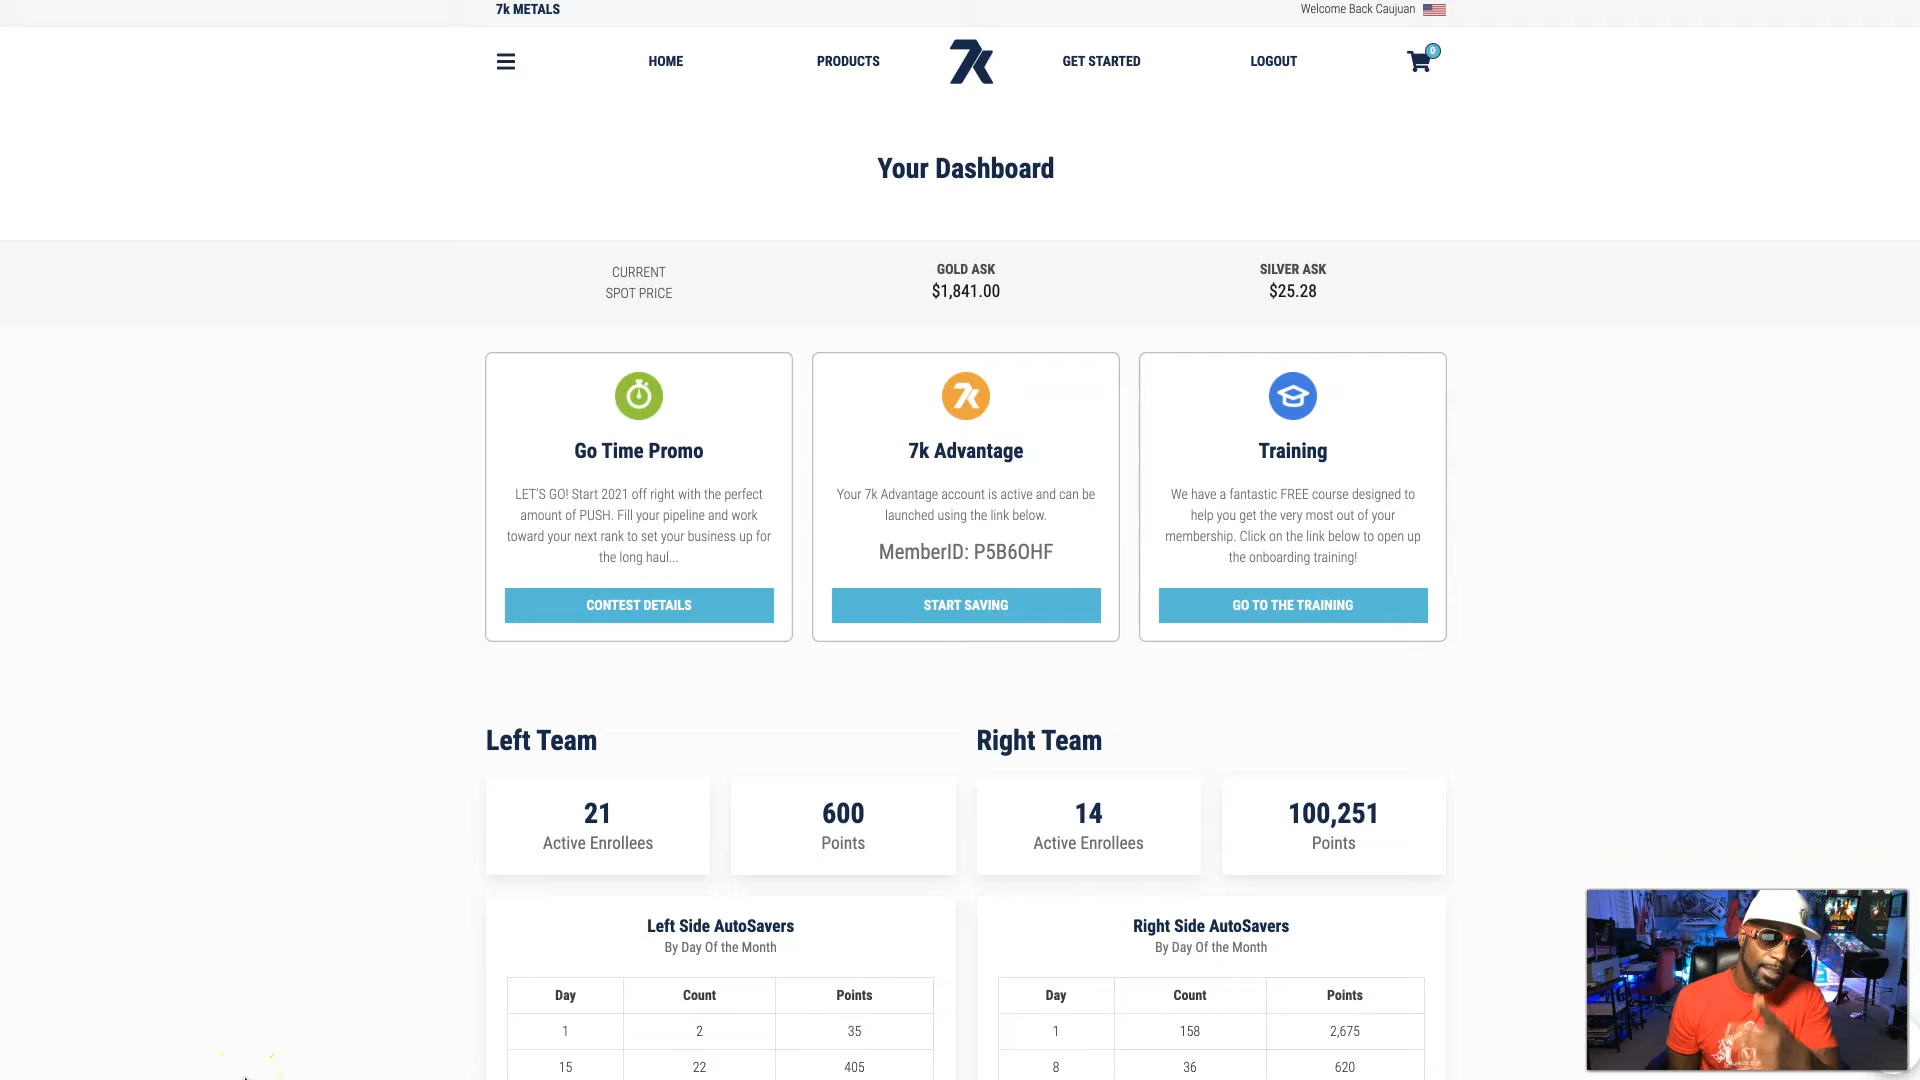 7k METALS
Welcome Back Caujuan
HOME
PRODUCTS
7k
GET STARTED
LOGOUT
0
Your Dashboard
CURRENT
SPOT PRICE
GOLD ASK
$1,841.00
SILVER ASK
$25.28
7k
Go Time Promo
LET'S GO! Start 2021 off right with the perfect
amount of PUSH. Fill your pipeline and work
toward your next rank to set your business up for
the long haul...
CONTEST DETAILS
7k Advantage
Your 7k Advantage account is active and can be
launched using the link below.
MemberID: P5B6OHF
START SAVING
Training
We have a fantastic FREE course designed to
help you get the very most out of your
membership. Click on the link below to open up
the onboarding training!
GO TO THE TRAINING
Left Team
21
Active Enrollees
600
Points
Right Team
14
Active Enrollees
100,251
Points
Left Side AutoSavers
By Day Of the Month
Day Count Points
1 2 35
15 22 405
Right Side AutoSavers
By Day Of the Month
Day Count Points
1 158 2,675
8 36 620